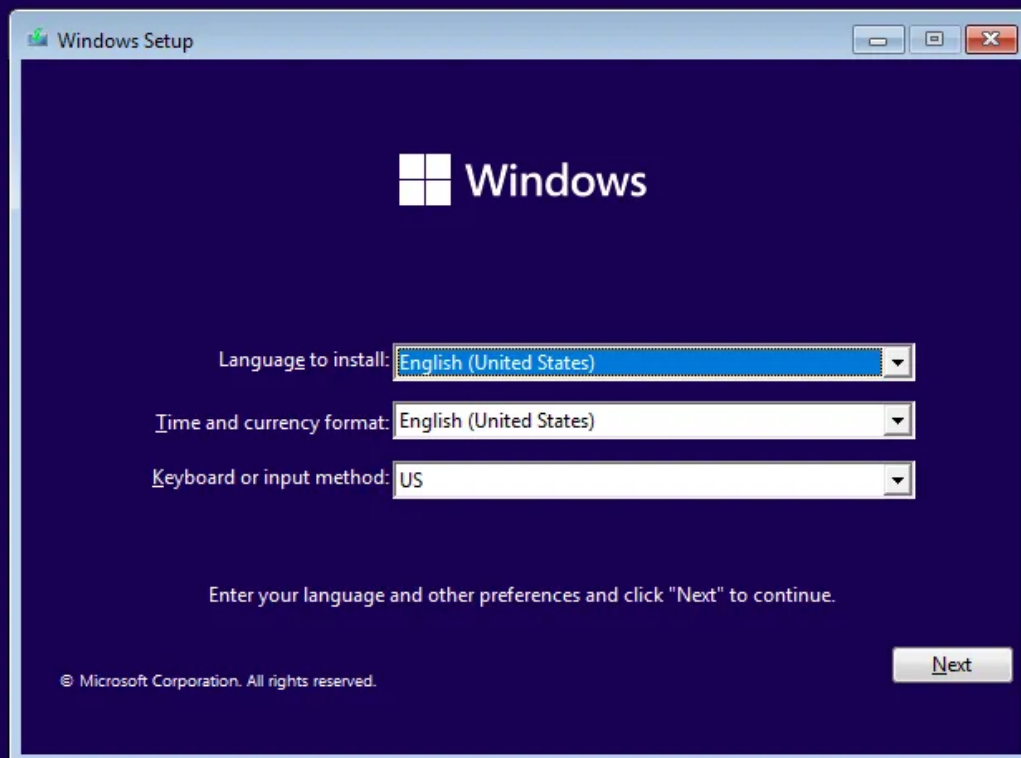 Windows Setup
Windows
Language to install: English (United States)
Time and currency format: English (United States)
Keyboard or input method: US
Enter your language and other preferences and click "Next" to continue.
Next
© Microsoft Corporation. All rights reserved.